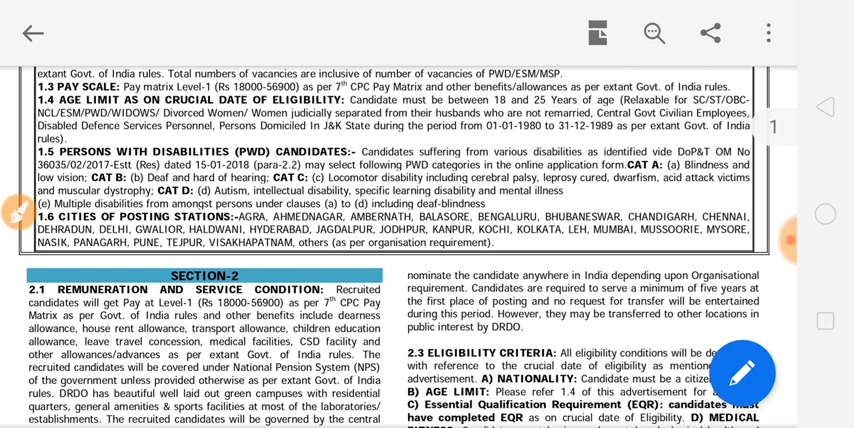 extant Govt. of India rules. Total numbers of vacancies are inclusive of number of vacancies of PWD/ESM/MSP.
1.3 PAY SCALE: Pay matrix Level-1 (Rs 18000-56900) as per 7th CPC Pay Matrix and other benefits/allowances as per extant Govt. of India rules.
1.4 AGE LIMIT AS ON CRUCIAL DATE OF ELIGIBILITY: Candidate must be between 18 and 25 Years of age (Relaxable for SC/ST/OBC-
NCL/ESM/PWD/WIDOWS/ Divorced Women/ Women judicially separated from their husbands who are not remarried, Central Govt Civilian Employees,
Disabled Defence Services Personnel, Persons Domiciled In J&K State during the period from 01-01-1980 to 31-12-1989 as per extant Govt. of India
rules).
1
1.5 PERSONS WITH DISABILITIES (PWD) CANDIDATES:- Candidates suffering from various disabilities as identified vide DoP&T OM No
36035/02/2017-Estt (Res) dated 15-01-2018 (para-2.2) may select following PWD categories in the online application form.CAT A: (a) Blindness and
low vision; CAT B: (b) Deaf and hard of hearing; CAT C: (c) Locomotor disability including cerebral palsy, leprosy cured, dwarfism, acid attack victims
and muscular dystrophy; CAT D: (d) Autism, intellectual disability, specific learning disability and mental illness
(e) Multiple disabilities from amongst persons under clauses (a) to (d) including deaf-blindness
1.6 CITIES OF POSTING STATIONS:-AGRA, AHMEDNAGAR, AMBERNATH, BALASORE, BENGALURU, BHUBANESWAR, CHANDIGARH, CHENNAI,
DEHRADUN, DELHI, GWALIOR, HALDWANI, HYDERABAD, JAGDALPUR, JODHPUR, KANPUR, KOCHI, KOLKATA, LEH, MUMBAI, MUSSOORIE, MYSORE,
NASIK, PANAGARH, PUNE, TEJPUR, VISAKHAPATNAM, others (as per organisation requirement).
SECTION-2
2.1 REMUNERATION AND SERVICE CONDITION: Recruited
candidates will get Pay at Level-1 (Rs 18000-56900) as per 7th CPC Pay
Matrix as per Govt. of India rules and other benefits include dearness
allowance, house rent allowance, transport allowance, children education
allowance, leave travel concession, medical facilities, CSD facility and
other allowances/advances as per extant Govt. of India rules. The
recruited candidates will be covered under National Pension System (NPS)
of the government unless provided otherwise as per extant Govt. of India
rules. DRDO has beautiful well laid out green campuses with residential
quarters, general amenities & sports facilities at most of the laboratories/
establishments. The recruited candidates will be governed by the central
nominate the candidate anywhere in India depending upon Organisational
requirement. Candidates are required to serve a minimum of five years at
the first place of posting and no request for transfer will be entertained
during this period. However, they may be transferred to other locations in
public interest by DRDO.
2.3 ELIGIBILITY CRITERIA: All eligibility conditions will be
with reference to the crucial date of eligibility as
advertisement. A) NATIONALITY: Candidate must be a
B) AGE LIMIT: Please refer 1.4 of this advertisement for
C) Essential Qualification Requirement (EQR): candidates must
have completed EQR as on crucial date of Eligibility. D) MEDICAL